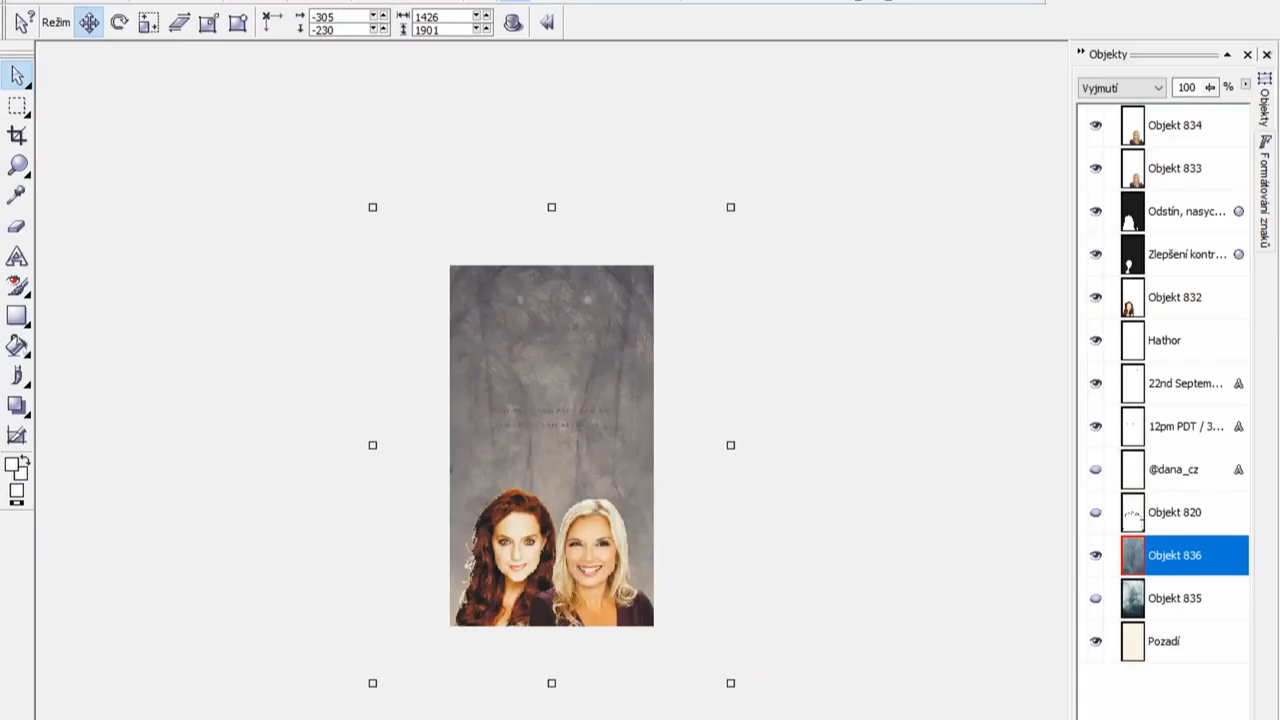 Režim
-305
-230
1426
1901
Objekty
Vyjmutí
100
%
Objekt 834
Objekt 833
Odstín, nasyc...
Zlepšení kontr...
Objekt 832
Hathor
22nd Septem...
12pm PDT / 3...
@dana_cz
Objekt 820
Objekt 836
Objekt 835
Pozadí
Objekty
Formátování znaků